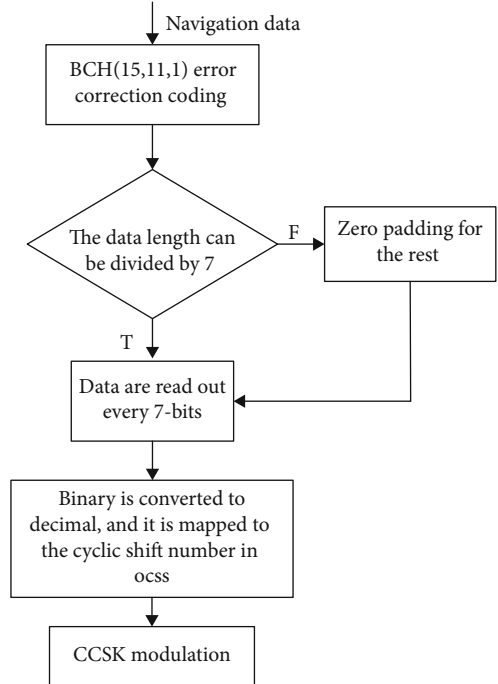 Navigation data
BCH(15,11,1) error
correction coding
The data length can
be divided by 7
F
Zero padding for
the rest
T
Data are read out
every 7-bits
Binary is converted to
decimal, and it is mapped to
the cyclic shift number in
ocss
CCSK modulation